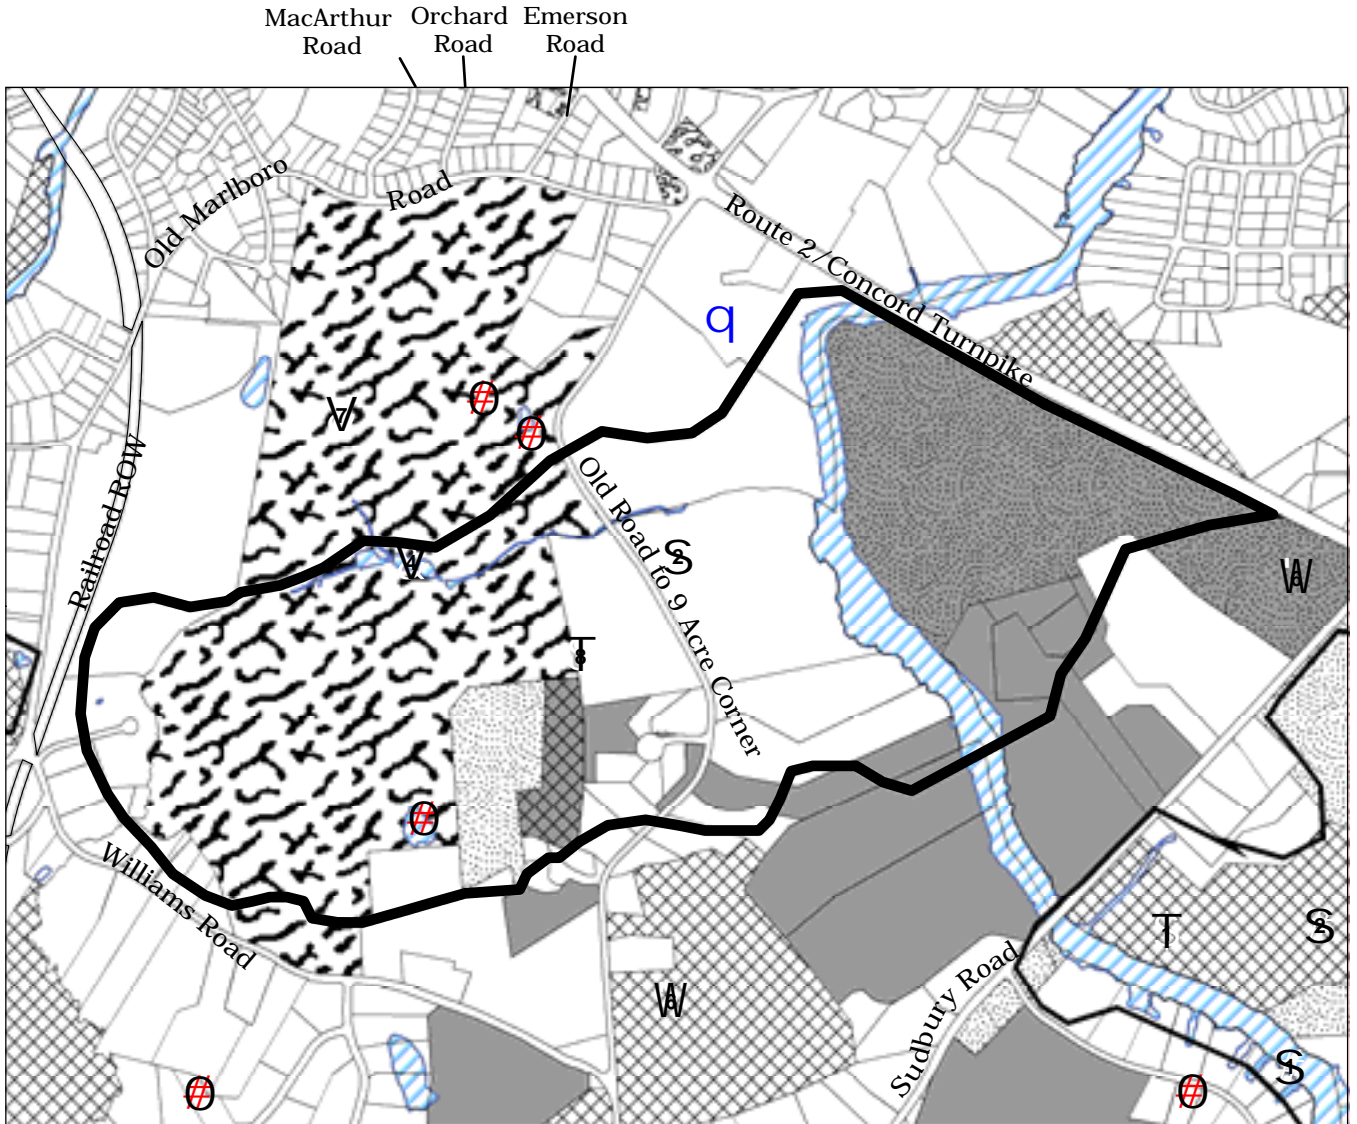 MacArthur
Road
Orchard
Road
Emerson
Road
Old Marlboro
Road
Route 2/Concord Turnpike
q
Railroad ROW
Old Road to 9 Acre Corner
Williams Road
Sudbury Road